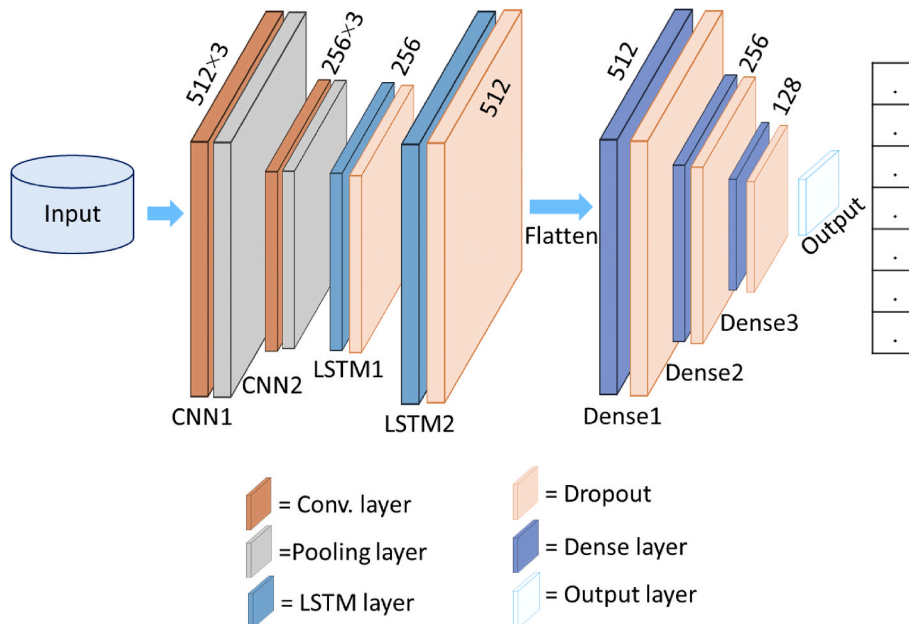 512×3
256×3
256
512
512
256
128
Input
Flatten
Output
CNN1
CNN2
LSTM1
LSTM2
Dense1
Dense2
Dense3
= Conv. layer
=Pooling layer
= LSTM layer
= Dropout
= Dense layer
= Output layer